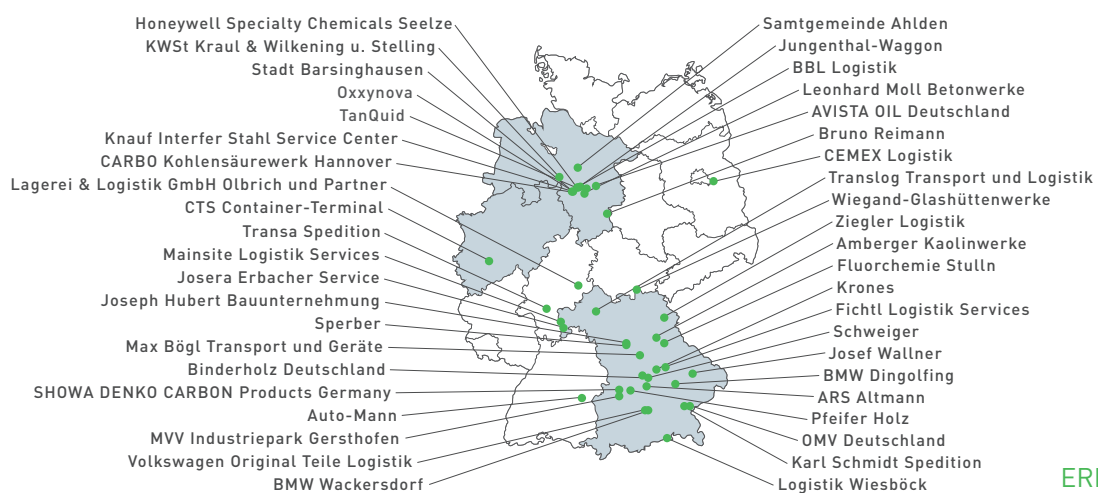 Honeywell Specialty Chemicals Seelze
KWSt Kraul & Wilkening u. Stelling
Stadt Barsinghausen
Oxxynova
TanQuid
Knauf Interfer Stahl Service Center
CARBO Kohlensäurewerk Hannover
Lagerei & Logistik GmbH Olbrich und Partner
CTS Container-Terminal
Transa Spedition
Mainsite Logistik Services
Josera Erbacher Service
Joseph Hubert Bauunternehmung
Sperber
Max Bögl Transport und Geräte
Binderholz Deutschland
SHOWA DENKO CARBON Products Germany
Auto-Mann
MVV Industriepark Gersthofen
Volkswagen Original Teile Logistik
BMW Wackersdorf
Samtgemeinde Ahlden
Jungenthal-Waggon
BBL Logistik
Leonhard Moll Betonwerke
AVISTA OIL Deutschland
Bruno Reimann
CEMEX Logistik
Translog Transport und Logistik
Wiegand-Glashüttenwerke
Ziegler Logistik
Amberger Kaolinwerke
Fluorchemie Stulln
Krones
Fichtl Logistik Services
Schweiger
Josef Wallner
BMW Dingolfing
ARS Altmann
Pfeifer Holz
OMV Deutschland
Karl Schmidt Spedition
Logistik Wiesböck